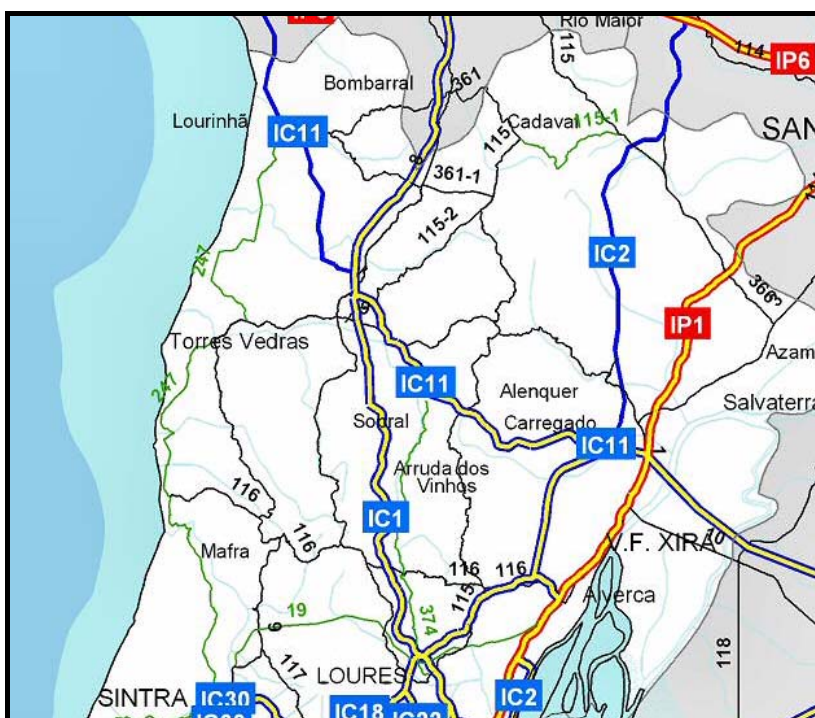 Rio Maior
115
114
IP6
361
Bombarral
Lourinhã
IC11
Cadaval
115-1
SAN
115
8
361-1
115-2
247
IC2
366
3
IP1
Torres Vedras
Azam
247
IC11
Alenquer
Salvaterra
Sobral
Carregado
IC11
Arruda dos
Vinhos
116
IC1
10
116
V.F. XIRA
Mafra
116
116
Alverca
115
19
374
9
118
117
LOURES
SINTRA
IC30
IC2
IC18